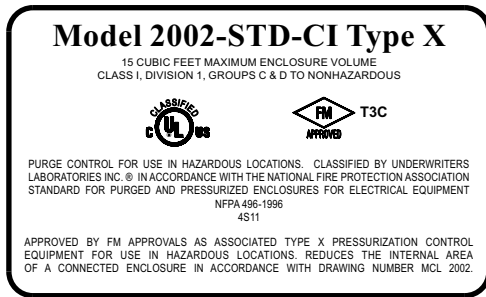 Model 2002-STD-CI Type X
15 CUBIC FEET MAXIMUM ENCLOSURE VOLUME
CLASS I, DIVISION 1, GROUPS C & D TO NONHAZARDOUS
CLASSIFIED
C UL US
FM T3C
APPROVED
PURGE CONTROL FOR USE IN HAZARDOUS LOCATIONS. CLASSIFIED BY UNDERWRITERS
LABORATORIES INC. ® IN ACCORDANCE WITH THE NATIONAL FIRE PROTECTION ASSOCIATION
STANDARD FOR PURGED AND PRESSURIZED ENCLOSURES FOR ELECTRICAL EQUIPMENT
NFPA 496-1996
4S11
APPROVED BY FM APPROVALS AS ASSOCIATED TYPE X PRESSURIZATION CONTROL
EQUIPMENT FOR USE IN HAZARDOUS LOCATIONS. REDUCES THE INTERNAL AREA
OF A CONNECTED ENCLOSURE IN ACCORDANCE WITH DRAWING NUMBER MCL 2002.